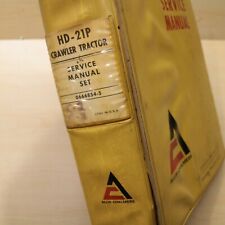 SERVICE
MANUAL
HD-21P
CRAWLER TRACTOR
SERVICE
MANUAL
SET
ALLIS-CHALMERS